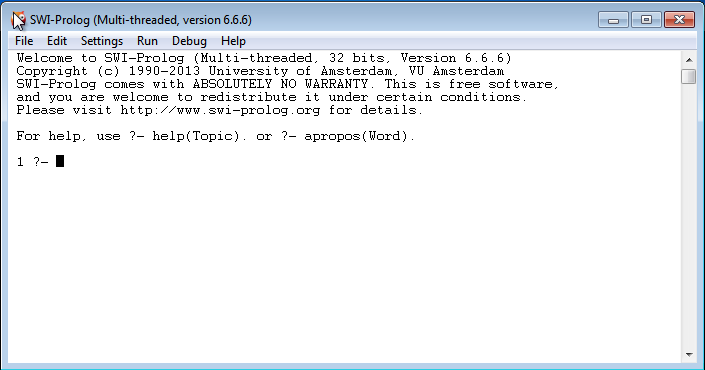 SWI-Prolog (Multi-threaded, version 6.6.6)
File Edit Settings Run Debug Help
Welcome to SWI-Prolog (Multi-threaded, 32 bits, Version 6.6.6)
Copyright (c) 1990-2013 University of Amsterdam, VU Amsterdam
SWI-Prolog comes with ABSOLUTELY NO WARRANTY. This is free software,
and you are welcome to redistribute it under certain conditions.
Please visit http://www.swi-prolog.org for details.
For help, use ?- help(Topic). or ?- apropos(Word).
1 ?-